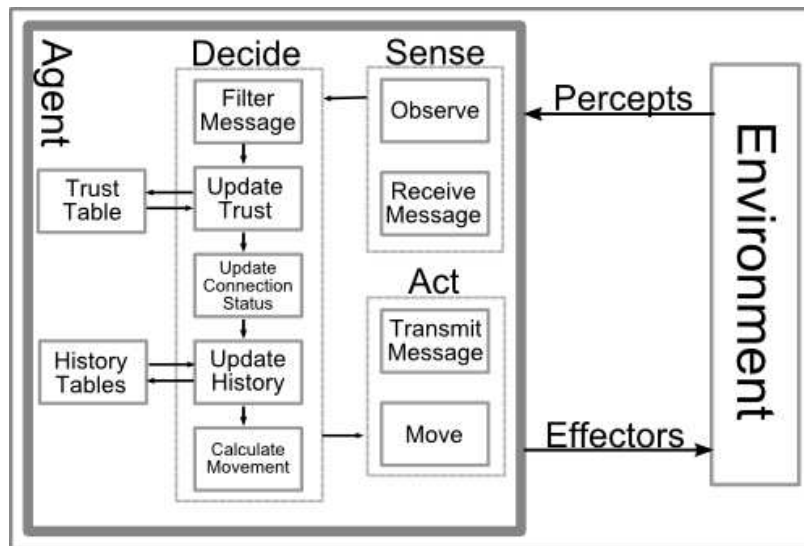 Agent
Decide
Filter
Message
Update
Trust
Update
Connection
Status
Update
History
Calculate
Movement
Trust
Table
History
Tables
Sense
Observe
Receive
Message
Act
Transmit
Message
Move
Percepts
Effectors
Environment